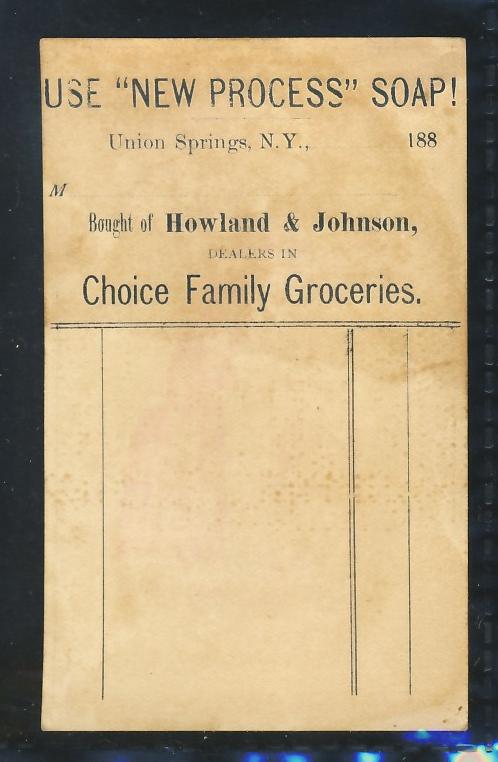 USE “NEW PROCESS” SOAP!
Union Springs, N.Y., 188
M
Bought of Howland & Johnson,
DEALERS IN
Choice Family Groceries.